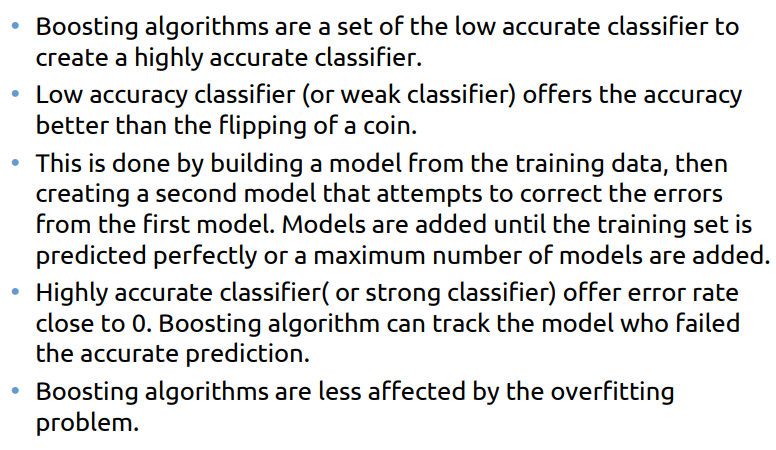 • Boosting algorithms are a set of the low accurate classifier to
create a highly accurate classifier.
• Low accuracy classifier (or weak classifier) offers the accuracy
better than the flipping of a coin.
• This is done by building a model from the training data, then
creating a second model that attempts to correct the errors
from the first model. Models are added until the training set is
predicted perfectly or a maximum number of models are added.
• Highly accurate classifier( or strong classifier) offer error rate
close to 0. Boosting algorithm can track the model who failed
the accurate prediction.
• Boosting algorithms are less affected by the overfitting
problem.